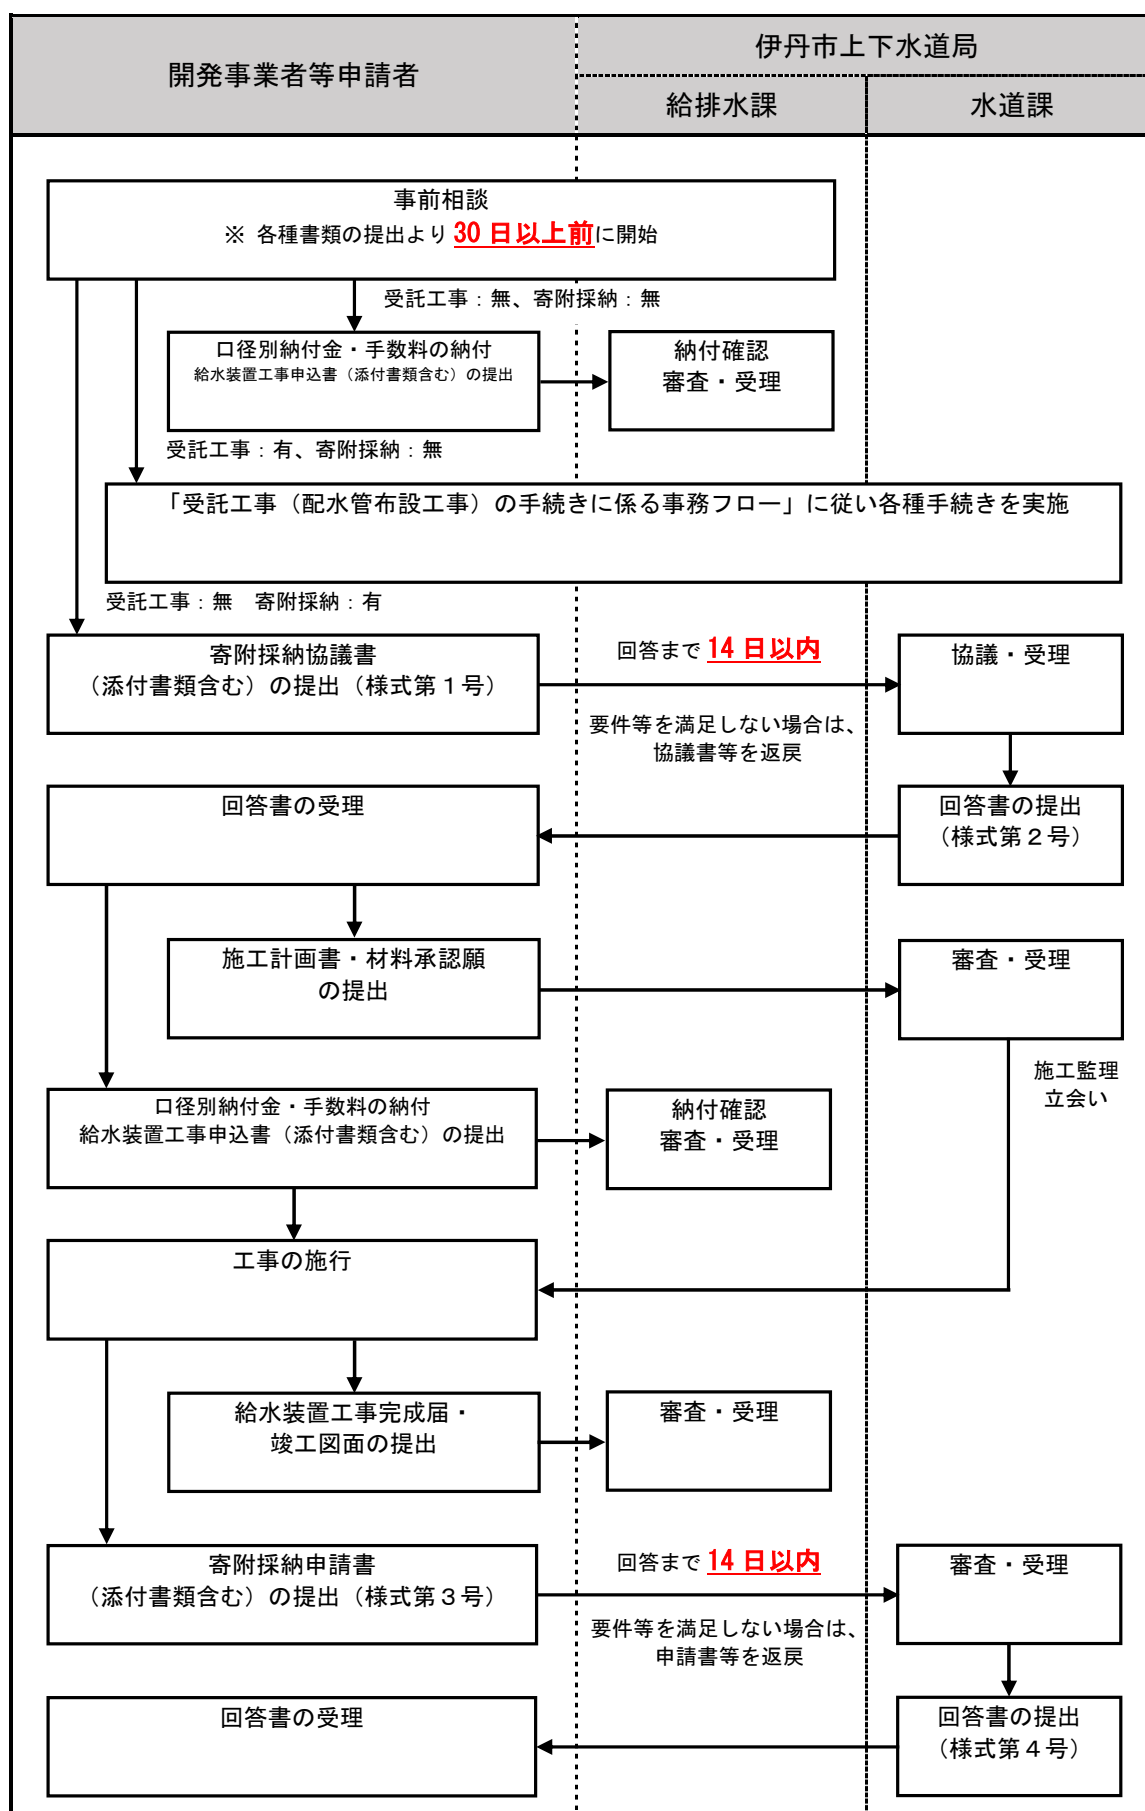 開発事業者等申請者
伊丹市上下水道局
給排水課
水道課
事前相談
※ 各種書類の提出より 30 日以上前に開始
受託工事：無、寄附採納：無
口径別納付金・手数料の納付
給水装置工事申込書（添付書類含む）の提出
納付確認
審査・受理
受託工事：有、寄附採納：無
「受託工事（配水管布設工事）の手続きに係る事務フロー」に従い各種手続きを実施
受託工事：無　寄附採納：有
寄附採納協議書
（添付書類含む）の提出（様式第１号）
回答まで 14 日以内
協議・受理
要件等を満足しない場合は、
協議書等を返戻
回答書の受理
回答書の提出
（様式第２号）
施工計画書・材料承認願
の提出
審査・受理
施工監理
立会い
口径別納付金・手数料の納付
給水装置工事申込書（添付書類含む）の提出
納付確認
審査・受理
工事の施行
給水装置工事完成届・
竣工図面の提出
審査・受理
寄附採納申請書
（添付書類含む）の提出（様式第３号）
回答まで 14 日以内
審査・受理
要件等を満足しない場合は、
申請書等を返戻
回答書の受理
回答書の提出
（様式第４号）